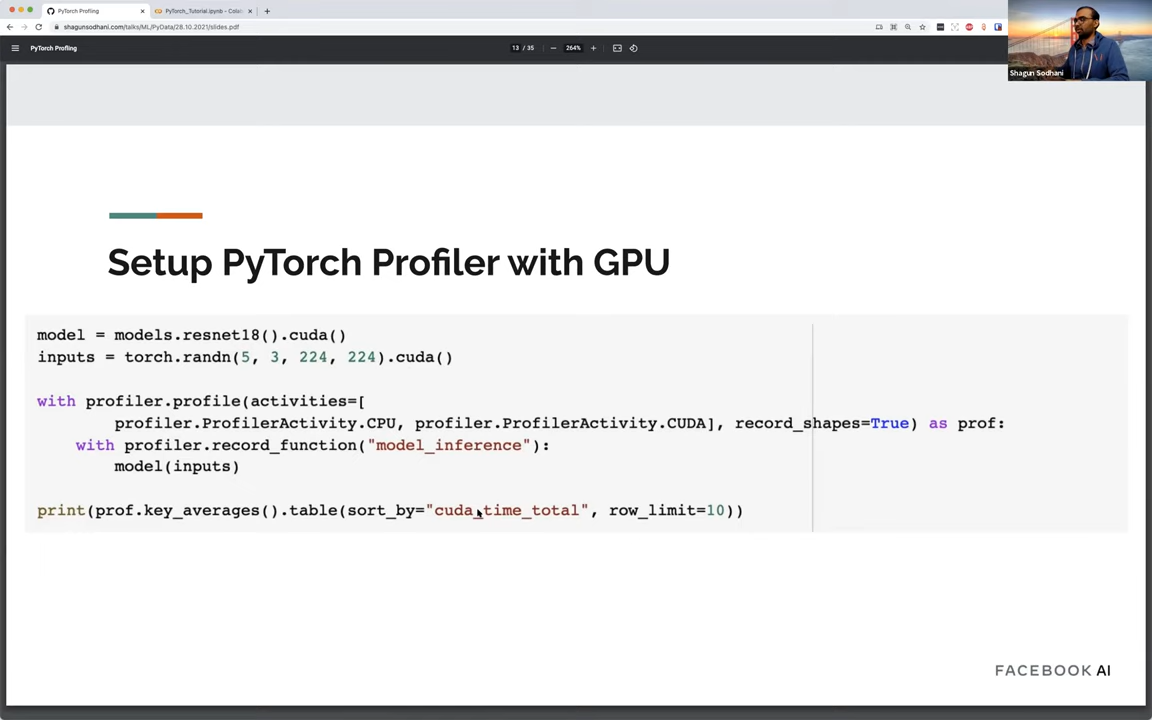 PyTorch Profling
PyTorch_Tutorial.ipynb - Colab
shagunsodhani.com/talks/ML/PyData/28.10.2021/slides.pdf
PyTorch Profling
13 / 35
264%
Shagun Sodhani
Setup PyTorch Profiler with GPU
model = models.resnet18().cuda()
inputs = torch.randn(5, 3, 224, 224).cuda()
with profiler.profile(activities=[
profiler.ProfilerActivity.CPU, profiler.ProfilerActivity.CUDA], record_shapes=True) as prof:
with profiler.record_function("model_inference"):
model(inputs)
print(prof.key_averages().table(sort_by="cuda_time_total", row_limit=10))
FACEBOOK AI